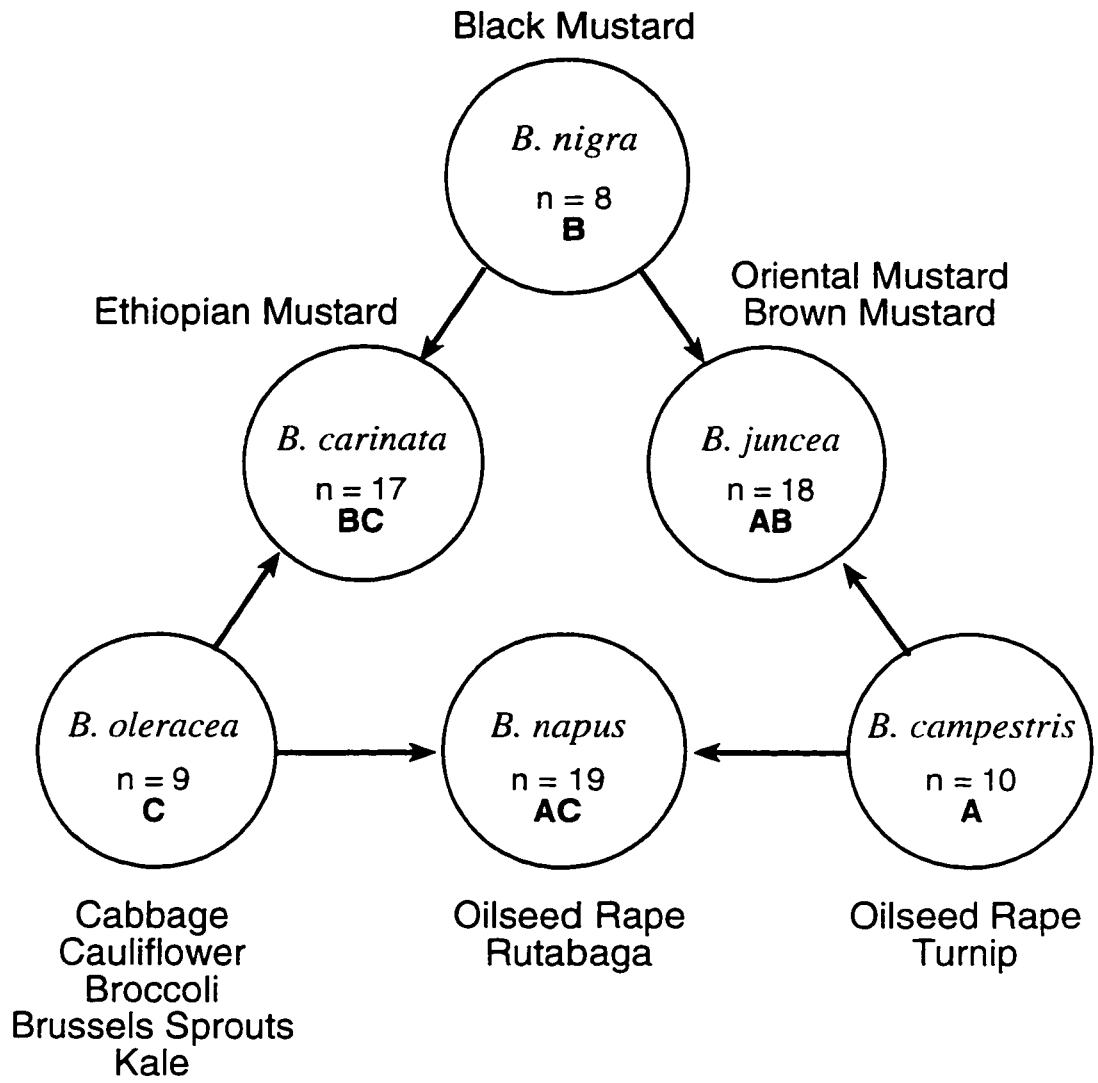 Black Mustard
B. nigra
n = 8
B
Ethiopian Mustard
Oriental Mustard
Brown Mustard
B. carinata
n = 17
BC
B. juncea
n = 18
AB
B. oleracea
n = 9
C
B. napus
n = 19
AC
B. campestris
n = 10
A
Cabbage
Cauliflower
Broccoli
Brussels Sprouts
Kale
Oilseed Rape
Rutabaga
Oilseed Rape
Turnip